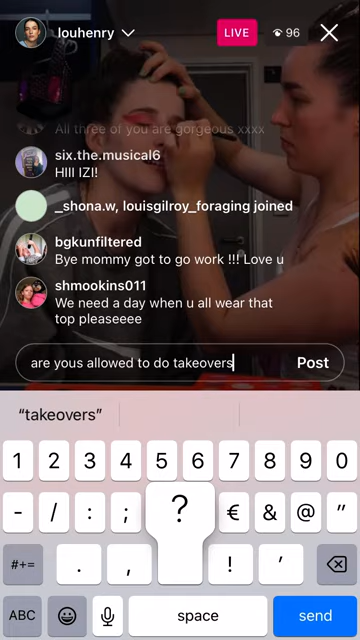 louhenry
LIVE
96
All three of you are gorgeous xxxx
six.the.musical6
HIII IZI!
_shona.w, louisgilroy_foraging joined
bgkunfiltered
Bye mommy got to go work !!! Love u
shmookins011
We need a day when u all wear that
top pleaseeee
are yous allowed to do takeovers
Post
“takeovers”
1 2 3 4 5 6 7 8 9 0
- / : ; ? € & @ ”
#+= . , ! ’
ABC space send